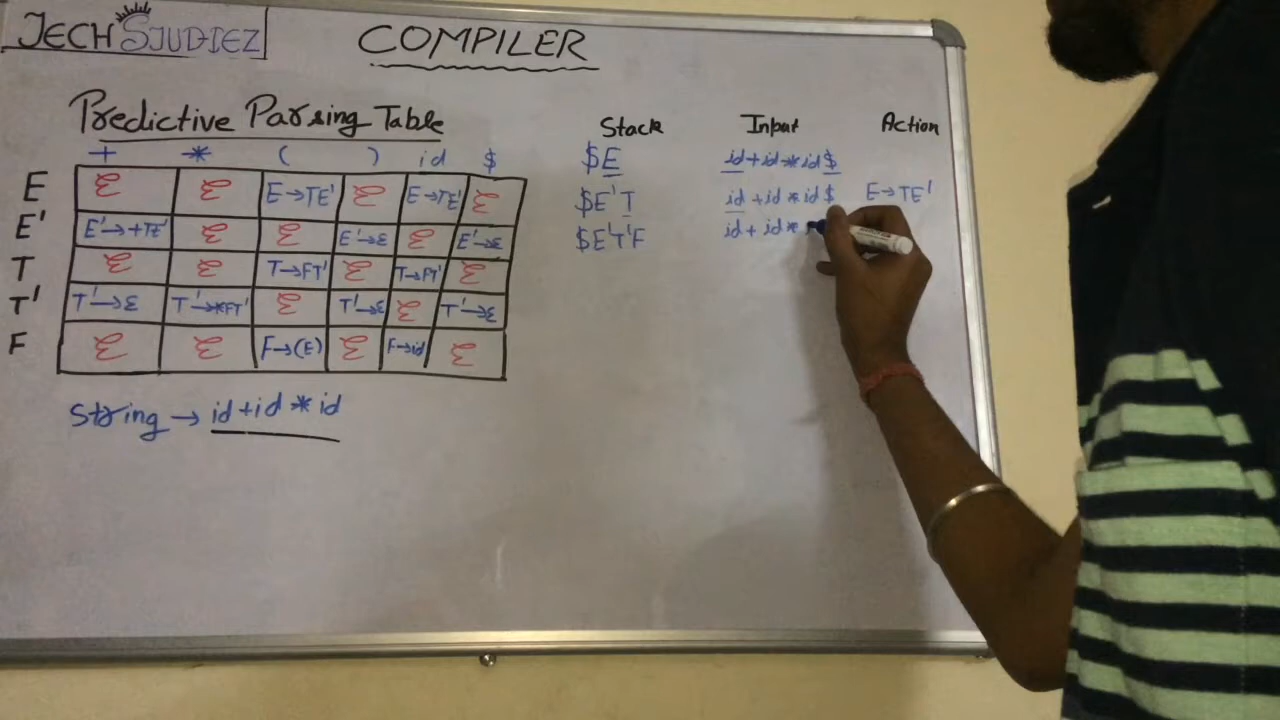 TECH STUDIEZ
COMPILER
Predictive Parsing Table
Stack Input Action
+ * ( ) id $
$E id+id*id$
E E→TE' E→TE'
$E'T id+id*id$ E→TE'
E' E'→+TE' E'→ε E'→ε
$E'T'F id+id*
T T→FT' T→FT'
T' T'→ε T'→*FT' T'→ε T'→ε
F F→(E) F→id
String → id+id*id